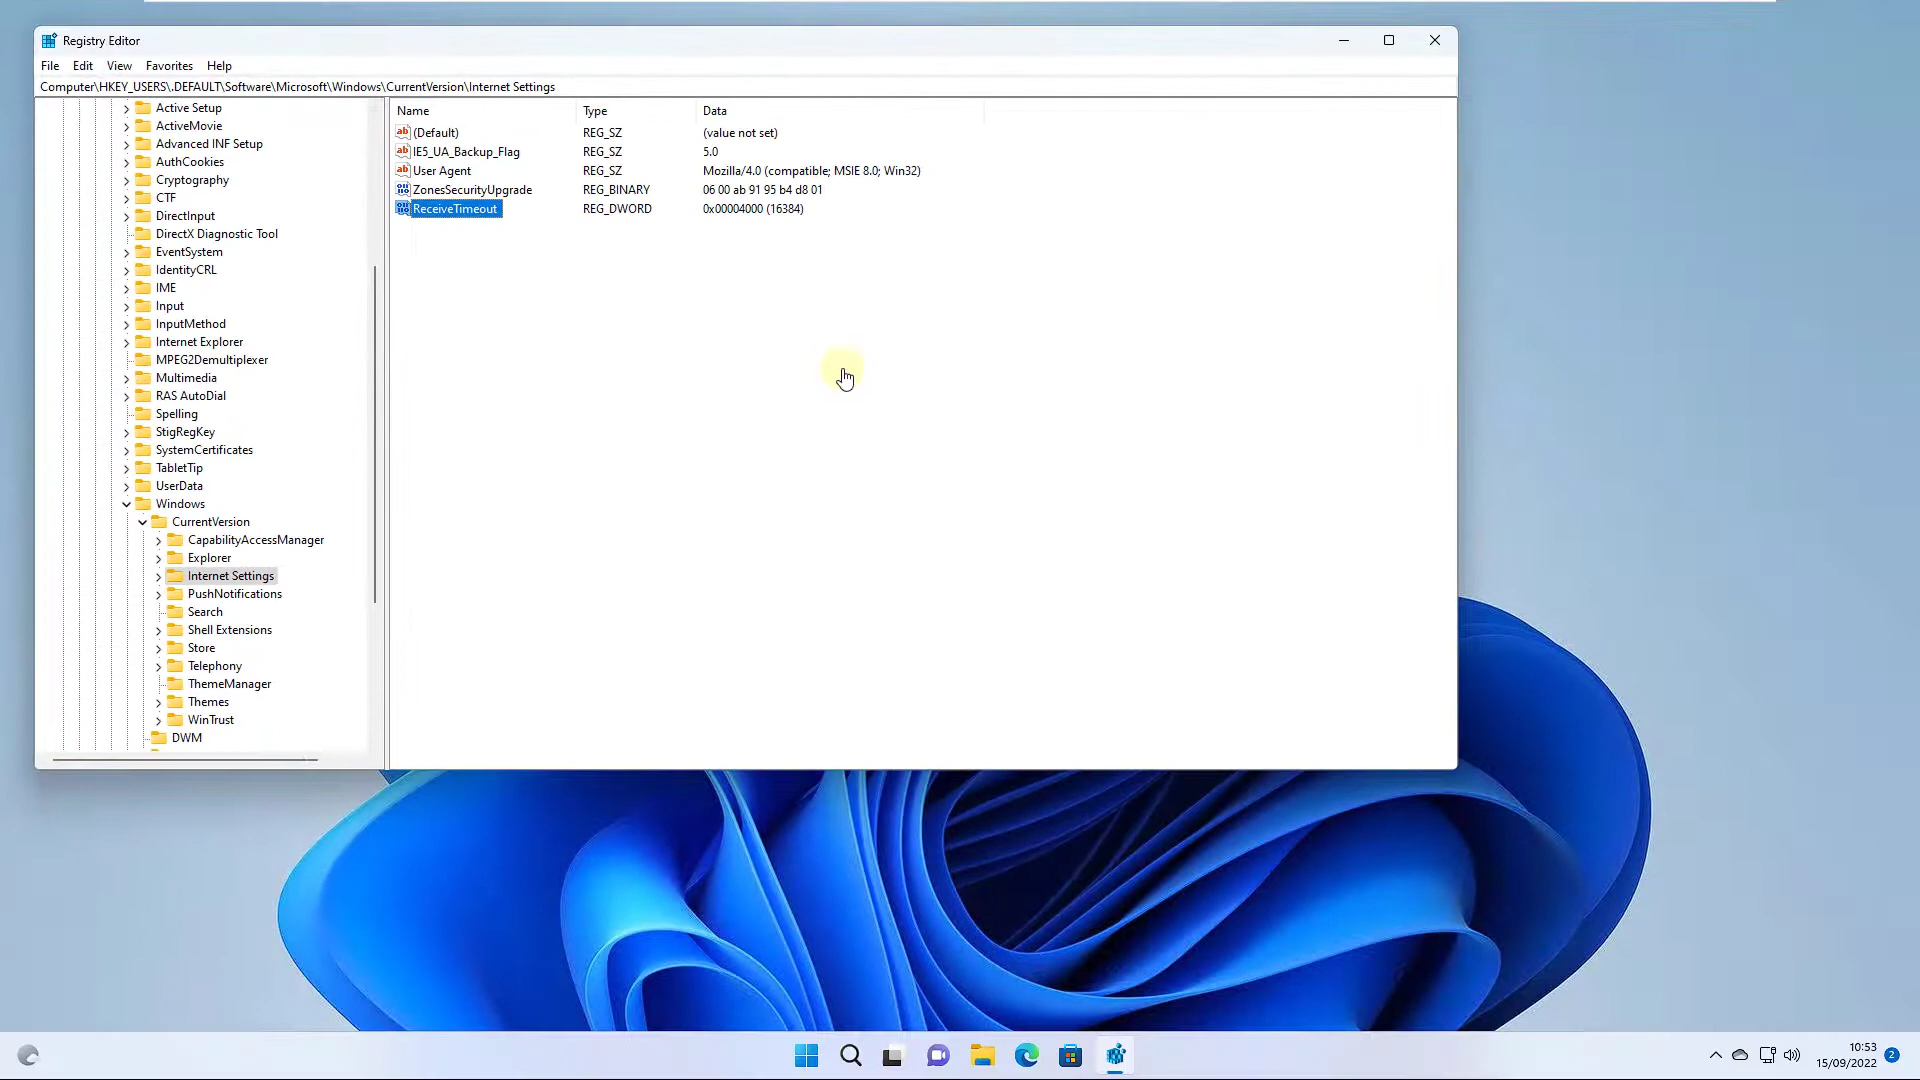 Registry Editor
File Edit View Favorites Help
Computer\HKEY_USERS\.DEFAULT\Software\Microsoft\Windows\CurrentVersion\Internet Settings
Active Setup
ActiveMovie
Advanced INF Setup
AuthCookies
Cryptography
CTF
DirectInput
DirectX Diagnostic Tool
EventSystem
IdentityCRL
IME
Input
InputMethod
Internet Explorer
MPEG2Demultiplexer
Multimedia
RAS AutoDial
Spelling
StigRegKey
SystemCertificates
TabletTip
UserData
Windows
CurrentVersion
CapabilityAccessManager
Explorer
Internet Settings
PushNotifications
Search
Shell Extensions
Store
Telephony
ThemeManager
Themes
WinTrust
DWM
Name Type Data
(Default) REG_SZ (value not set)
IE5_UA_Backup_Flag REG_SZ 5.0
User Agent REG_SZ Mozilla/4.0 (compatible; MSIE 8.0; Win32)
ZonesSecurityUpgrade REG_BINARY 06 00 ab 91 95 b4 d8 01
ReceiveTimeout REG_DWORD 0x00004000 (16384)
10:53
15/09/2022
2